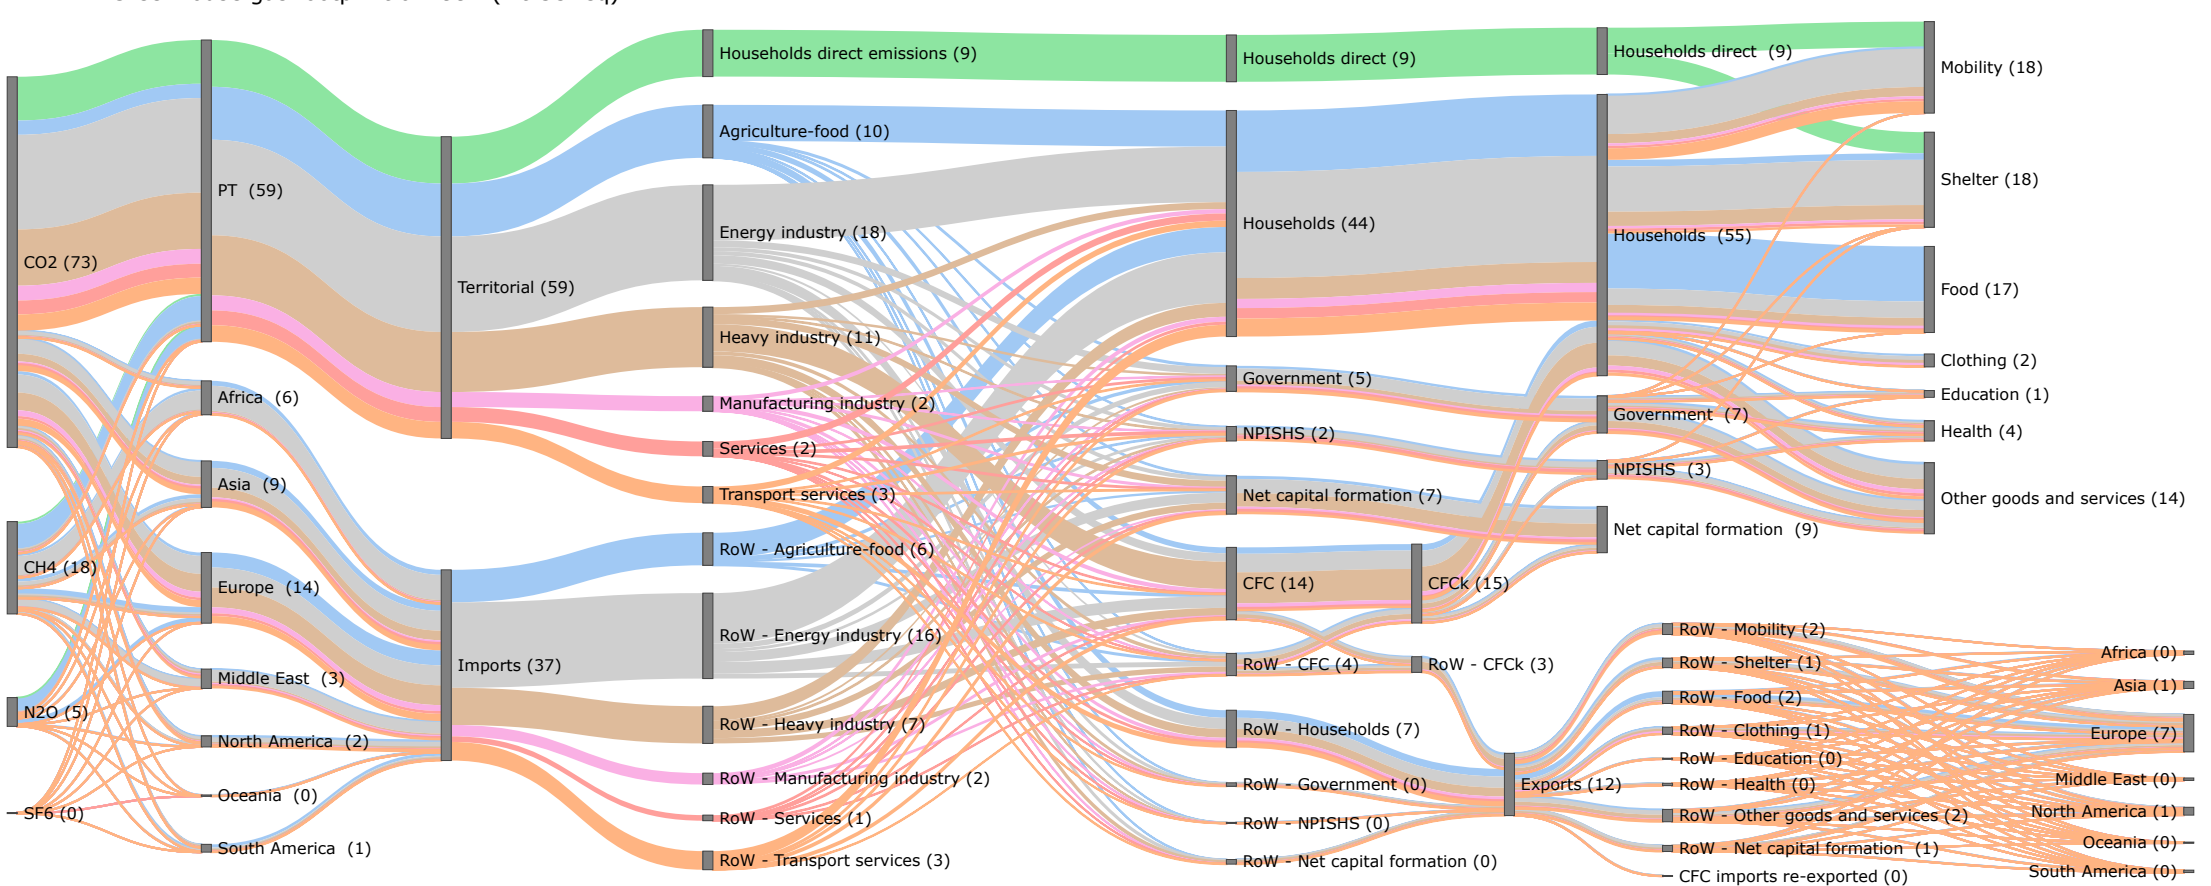 CO2 (73)
CH4 (18)
N2O (5)
SF6 (0)
PT (59)
Africa (6)
Asia (9)
Europe (14)
Middle East (3)
North America (2)
Oceania (0)
South America (1)
Territorial (59)
Imports (37)
Households direct emissions (9)
Agriculture-food (10)
Energy industry (18)
Heavy industry (11)
Manufacturing industry (2)
Services (2)
Transport services (3)
RoW - Agriculture-food (6)
RoW - Energy industry (16)
RoW - Heavy industry (7)
RoW - Manufacturing industry (2)
RoW - Services (1)
RoW - Transport services (3)
Households direct (9)
Households (44)
Government (5)
NPISHS (2)
Net capital formation (7)
CFC (14)
RoW - CFC (4)
RoW - Households (7)
RoW - Government (0)
RoW - NPISHS (0)
RoW - Net capital formation (0)
CFCk (15)
RoW - CFCk (3)
Exports (12)
Households direct (9)
Households (55)
Government (7)
NPISHS (3)
Net capital formation (9)
RoW - Mobility (2)
RoW - Shelter (1)
RoW - Food (2)
RoW - Clothing (1)
RoW - Education (0)
RoW - Health (0)
RoW - Other goods and services (2)
RoW - Net capital formation (1)
CFC imports re-exported (0)
Mobility (18)
Shelter (18)
Food (17)
Clothing (2)
Education (1)
Health (4)
Other goods and services (14)
Africa (0)
Asia (1)
Europe (7)
Middle East (0)
North America (1)
Oceania (0)
South America (0)